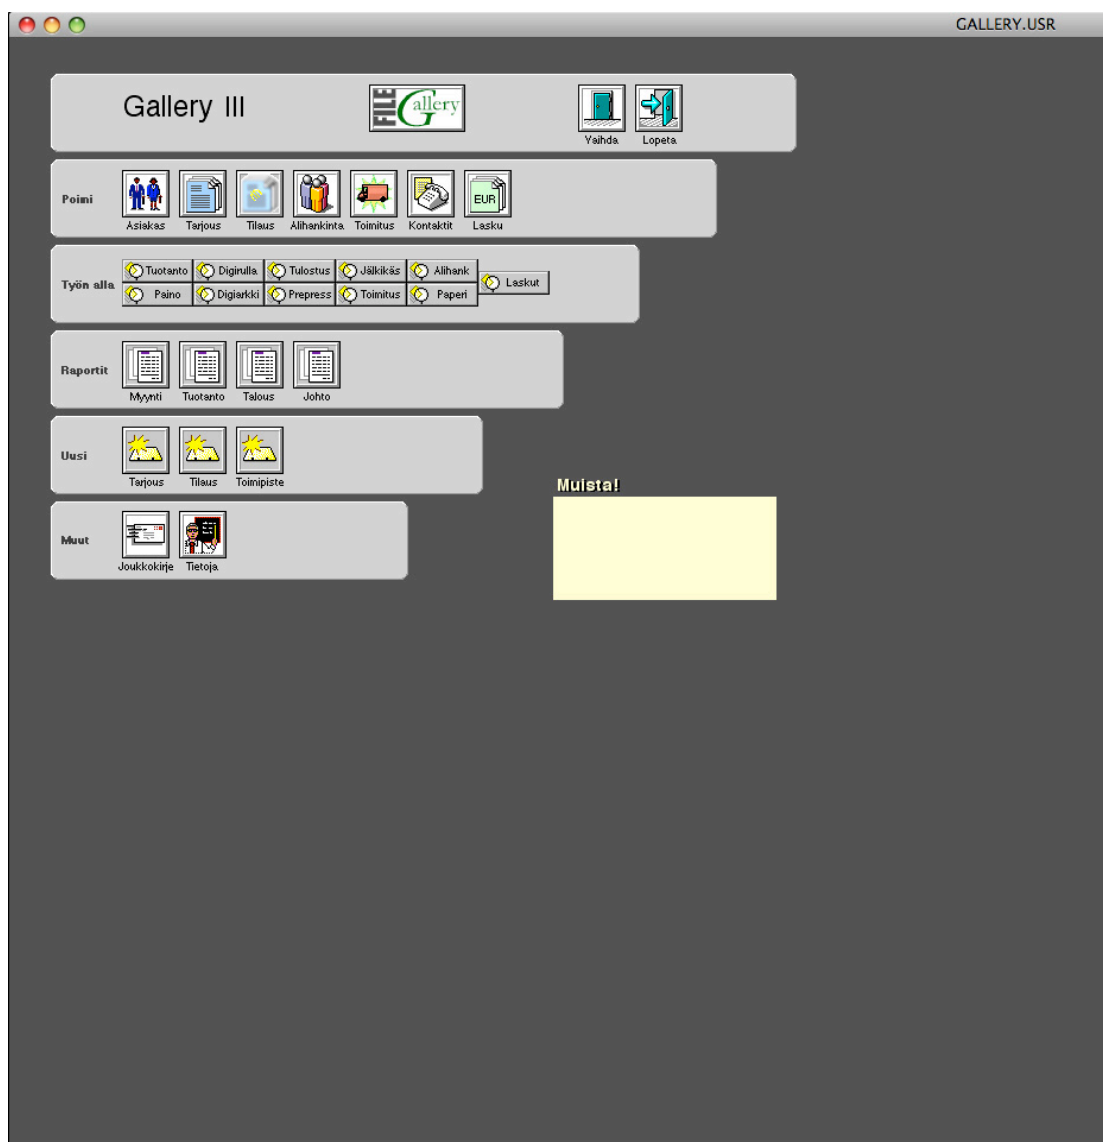 GALLERY.USR
Gallery III
FILE Gallery
Vaihda Lopeta
Poimi
EUR
Asiakas Tarjous Tilaus Alihankinta Toimitus Kontaktit Lasku
Työn alla
Tuotanto Digirulla Tulostus Jälkikäs Alihank
Laskut
Paino Digiarkki Prepress Toimitus Paperi
Raportit
Myynti Tuotanto Talous Johto
Uusi
Tarjous Tilaus Toimipiste
Muista!
Muut
Joukkokirje Tietoja